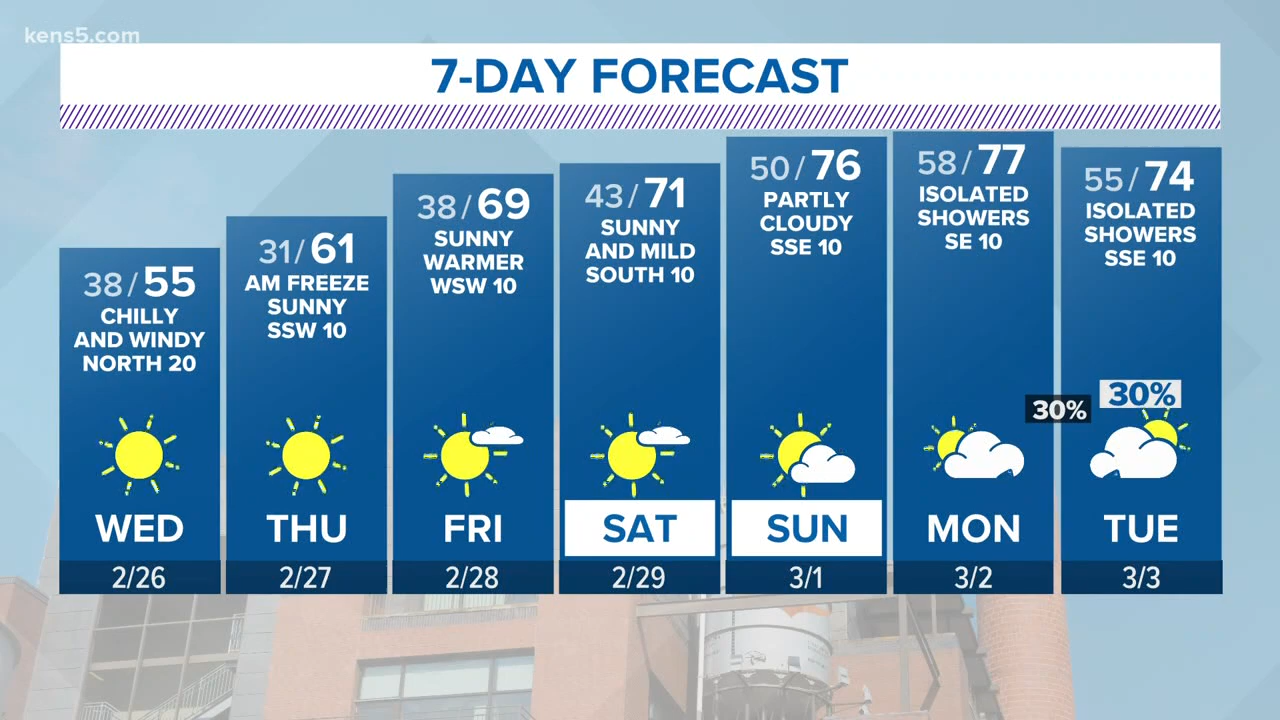 kens5.com
7-DAY FORECAST
38/55
CHILLY
AND WINDY
NORTH 20
WED
2/26
31/61
AM FREEZE
SUNNY
SSW 10
THU
2/27
38/69
SUNNY
WARMER
WSW 10
FRI
2/28
43/71
SUNNY
AND MILD
SOUTH 10
SAT
2/29
50/76
PARTLY
CLOUDY
SSE 10
SUN
3/1
58/77
ISOLATED
SHOWERS
SE 10
30%
MON
3/2
55/74
ISOLATED
SHOWERS
SSE 10
30%
TUE
3/3